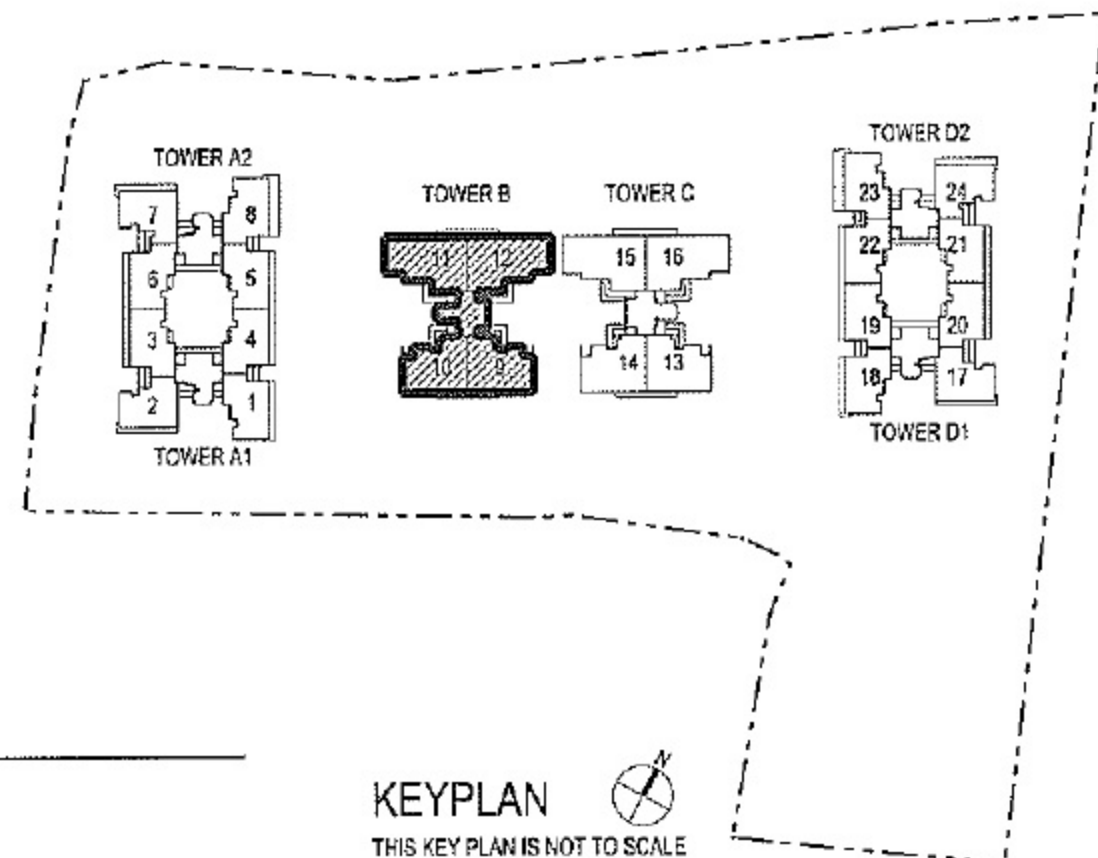 TOWER A2
7 8
6 5
3 4
2 1
TOWER A1
TOWER B
11 12
10 9
TOWER C
15 16
14 13
TOWER D2
23 24
22 21
19 20
18 17
TOWER D1
N
KEYPLAN
THIS KEY PLAN IS NOT TO SCALE